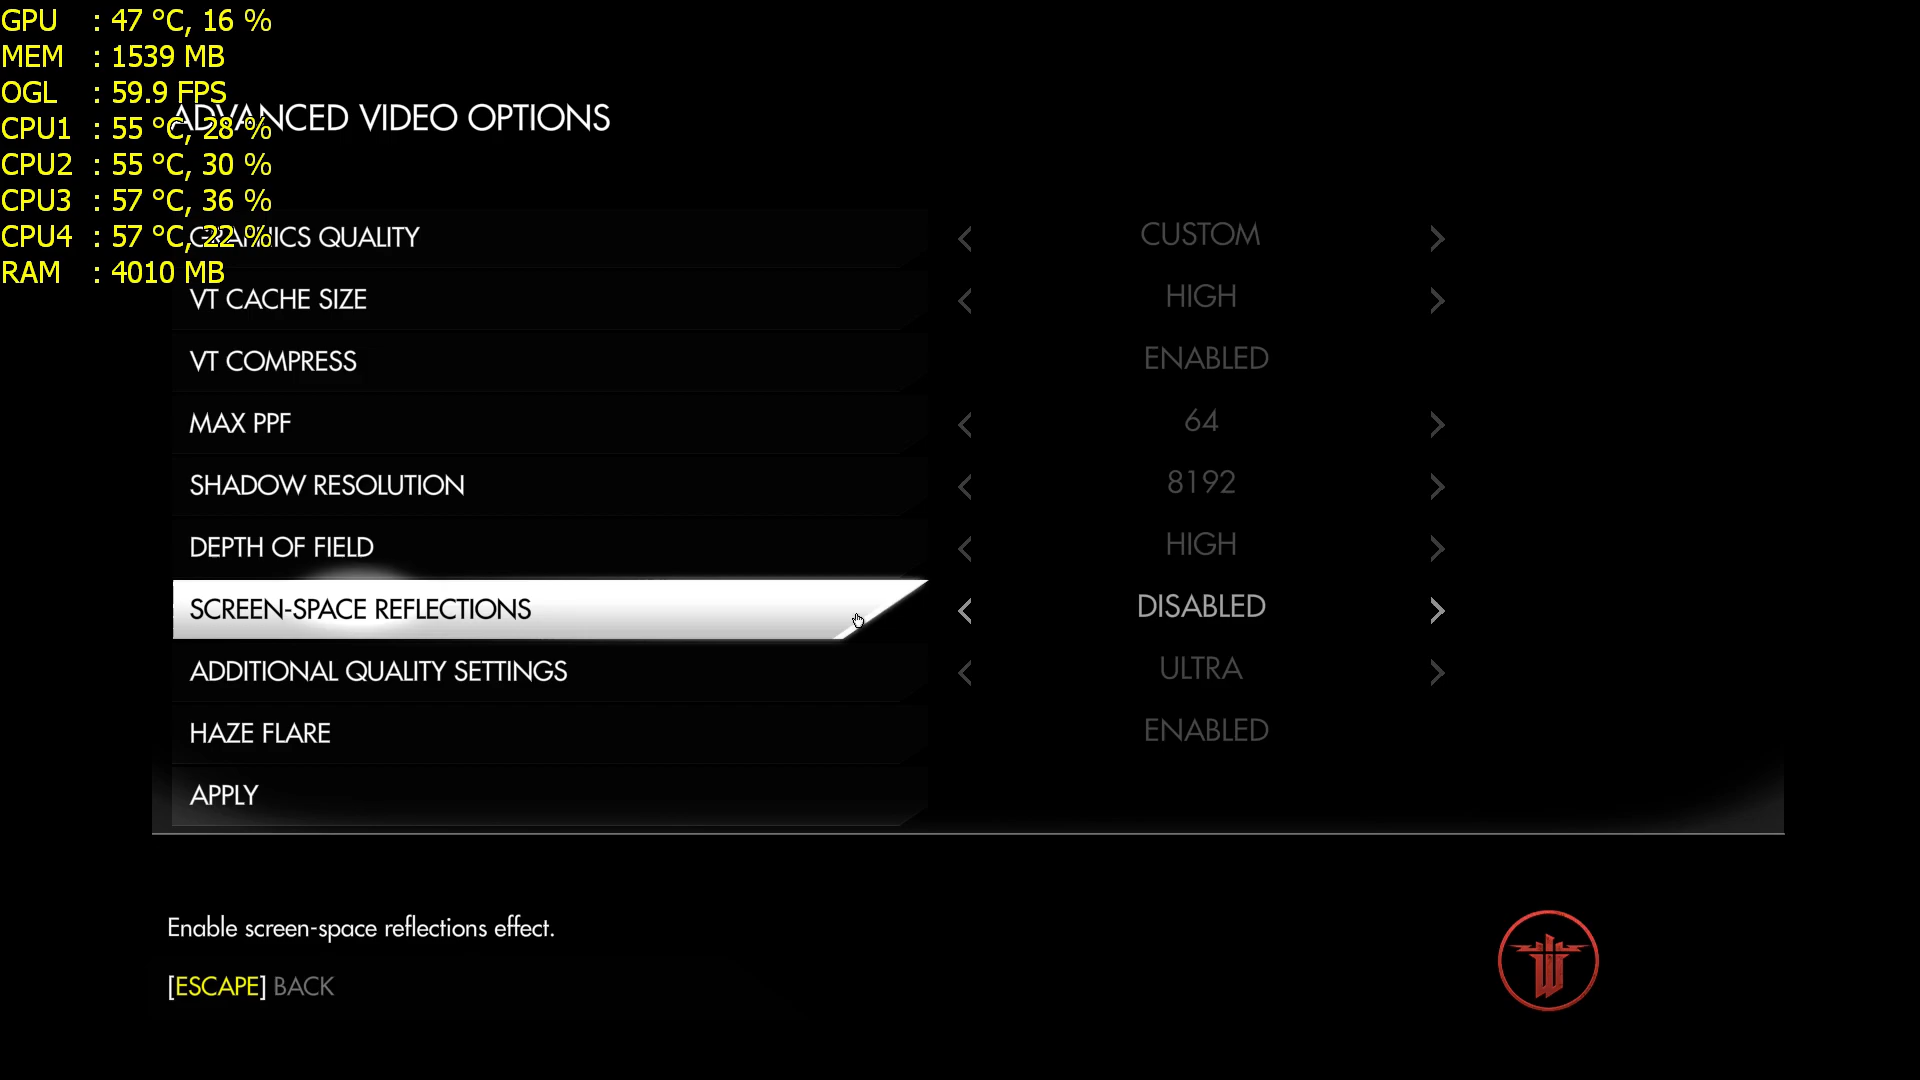 GPU : 47 °C, 16 %
MEM : 1539 MB
OGL : 59.9 FPS
ADVANCED VIDEO OPTIONS
CPU1 : 55 °C, 28 %
CPU2 : 55 °C, 30 %
CPU3 : 57 °C, 36 %
CPU4 : 57 °C, 22 %
GRAPHICS QUALITY CUSTOM
RAM : 4010 MB
VT CACHE SIZE HIGH
VT COMPRESS ENABLED
MAX PPF 64
SHADOW RESOLUTION 8192
DEPTH OF FIELD HIGH
SCREEN-SPACE REFLECTIONS DISABLED
ADDITIONAL QUALITY SETTINGS ULTRA
HAZE FLARE ENABLED
APPLY
Enable screen-space reflections effect.
[ESCAPE] BACK